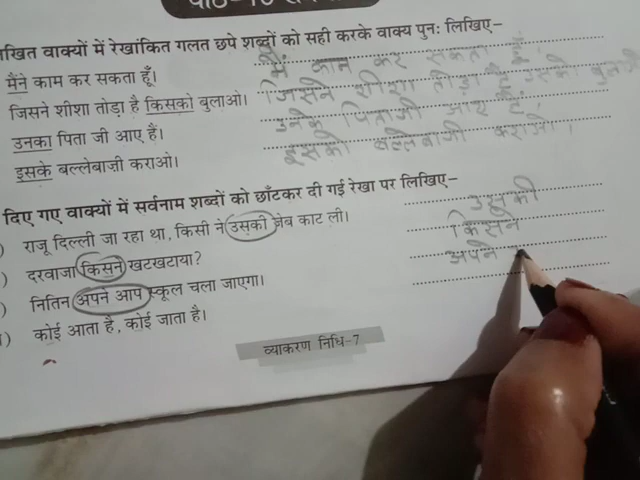 लिखित वाक्यों में रेखांकित गलत छपे शब्दों को सही करके वाक्य पुनः लिखिए–
मैंने काम कर सकता हूँ। मैं काम कर सकता हूँ
जिसने शीशा तोड़ा है किसको बुलाओ। जिसने शीशा तोड़ा है उसको
उनका पिता जी आए हैं। उनके पिताजी आए हैं
इसके बल्लेबाज़ी कराओ। इसको बल्लेबाजी कराओ।
दिए गए वाक्यों में सर्वनाम शब्दों को छाँटकर दी गई रेखा पर लिखिए–
राजू दिल्ली जा रहा था, किसी ने उसकी जेब काट ली। उसकी
दरवाजा किसने खटखटाया? किसने
नितिन अपने आप स्कूल चला जाएगा। अपने
कोई आता है, कोई जाता है।
व्याकरण निधि–7